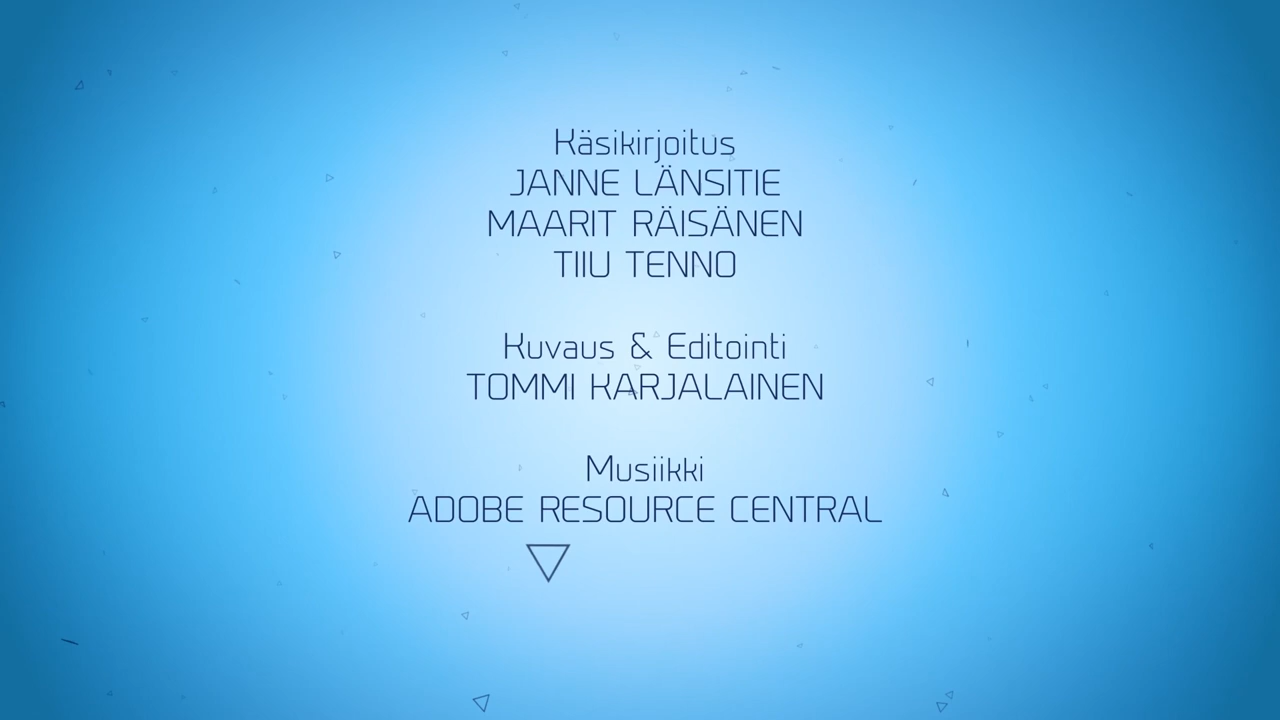 Käsikirjoitus
JANNE LÄNSITIE
MAARIT RÄISÄNEN
TIIU TENNO
Kuvaus & Editointi
TOMMI KARJALAINEN
Musiikki
ADOBE RESOURCE CENTRAL